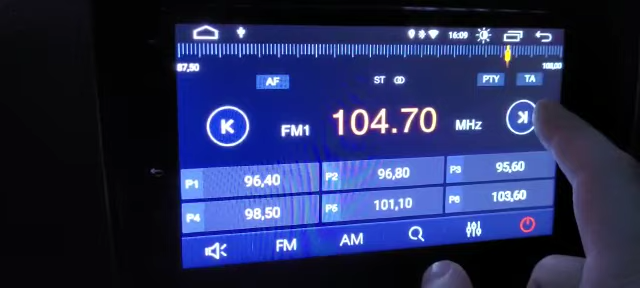 16:09
87,50
108,00
AF
ST
PTY
TA
FM1 104.70 MHz
P1 96,40 P2 96,80 P3 95,60
P4 98,50 P5 101,10 P6 103,60
FM AM